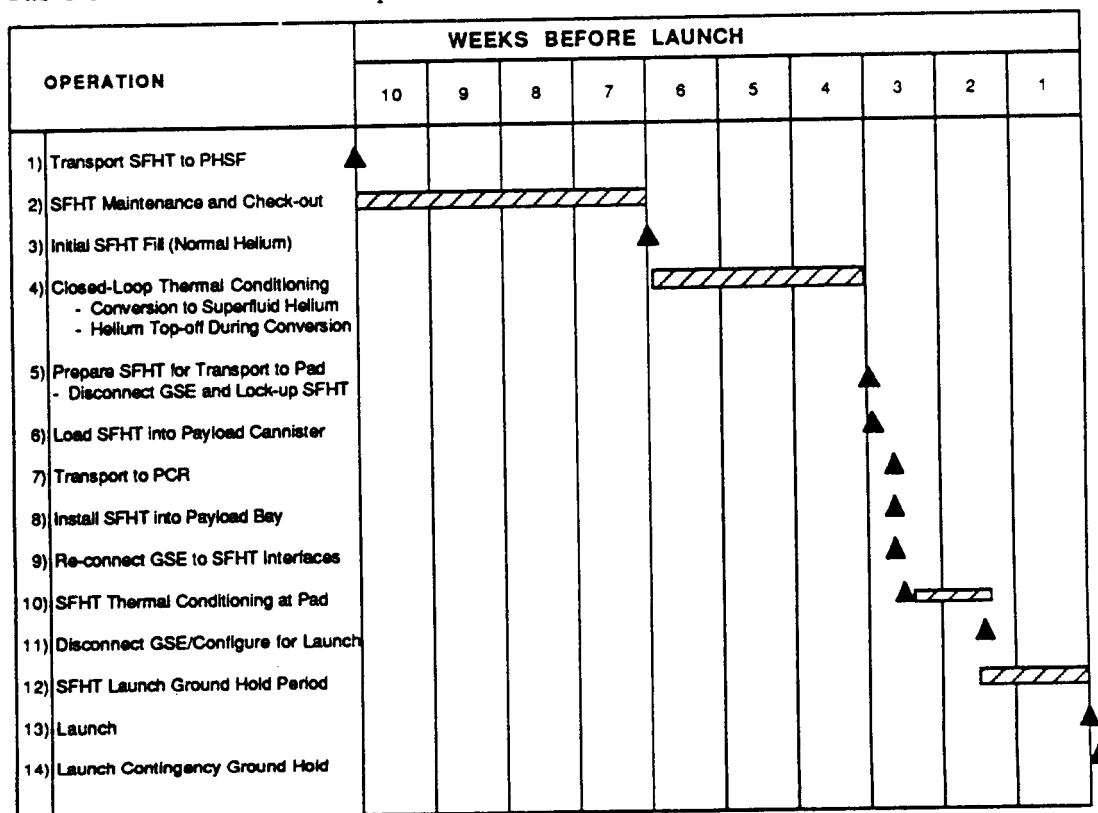 WEEKS BEFORE LAUNCH
OPERATION
10 9 8 7 6 5 4 3 2 1
1) Transport SFHT to PHSF
2) SFHT Maintenance and Check-out
3) Initial SFHT Fill (Normal Helium)
4) Closed-Loop Thermal Conditioning
- Conversion to Superfluid Helium
- Helium Top-off During Conversion
5) Prepare SFHT for Transport to Pad
- Disconnect GSE and Lock-up SFHT
6) Load SFHT into Payload Cannister
7) Transport to PCR
8) Install SFHT into Payload Bay
9) Re-connect GSE to SFHT Interfaces
10) SFHT Thermal Conditioning at Pad
11) Disconnect GSE/Configure for Launch
12) SFHT Launch Ground Hold Period
13) Launch
14) Launch Contingency Ground Hold